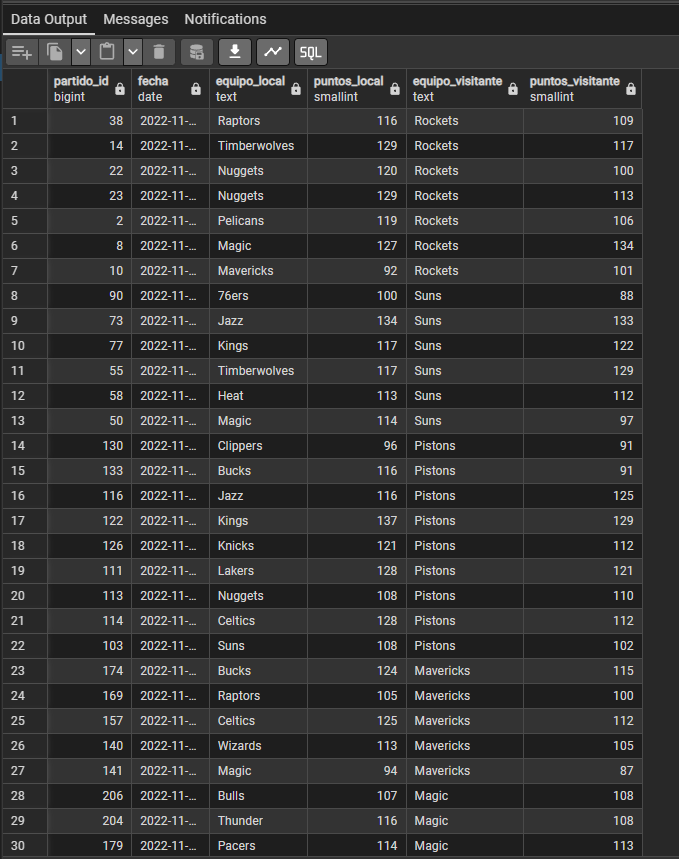 Data Output Messages Notifications
SQL
partido_id fecha equipo_local puntos_local equipo_visitante puntos_visitante
bigint date text smallint text smallint
1 38 2022-11-... Raptors 116 Rockets 109
2 14 2022-11-... Timberwolves 129 Rockets 117
3 22 2022-11-... Nuggets 120 Rockets 100
4 23 2022-11-... Nuggets 129 Rockets 113
5 2 2022-11-... Pelicans 119 Rockets 106
6 8 2022-11-... Magic 127 Rockets 134
7 10 2022-11-... Mavericks 92 Rockets 101
8 90 2022-11-... 76ers 100 Suns 88
9 73 2022-11-... Jazz 134 Suns 133
10 77 2022-11-... Kings 117 Suns 122
11 55 2022-11-... Timberwolves 117 Suns 129
12 58 2022-11-... Heat 113 Suns 112
13 50 2022-11-... Magic 114 Suns 97
14 130 2022-11-... Clippers 96 Pistons 91
15 133 2022-11-... Bucks 116 Pistons 91
16 116 2022-11-... Jazz 116 Pistons 125
17 122 2022-11-... Kings 137 Pistons 129
18 126 2022-11-... Knicks 121 Pistons 112
19 111 2022-11-... Lakers 128 Pistons 121
20 113 2022-11-... Nuggets 108 Pistons 110
21 114 2022-11-... Celtics 128 Pistons 112
22 103 2022-11-... Suns 108 Pistons 102
23 174 2022-11-... Bucks 124 Mavericks 115
24 169 2022-11-... Raptors 105 Mavericks 100
25 157 2022-11-... Celtics 125 Mavericks 112
26 140 2022-11-... Wizards 113 Mavericks 105
27 141 2022-11-... Magic 94 Mavericks 87
28 206 2022-11-... Bulls 107 Magic 108
29 204 2022-11-... Thunder 116 Magic 108
30 179 2022-11-... Pacers 114 Magic 113